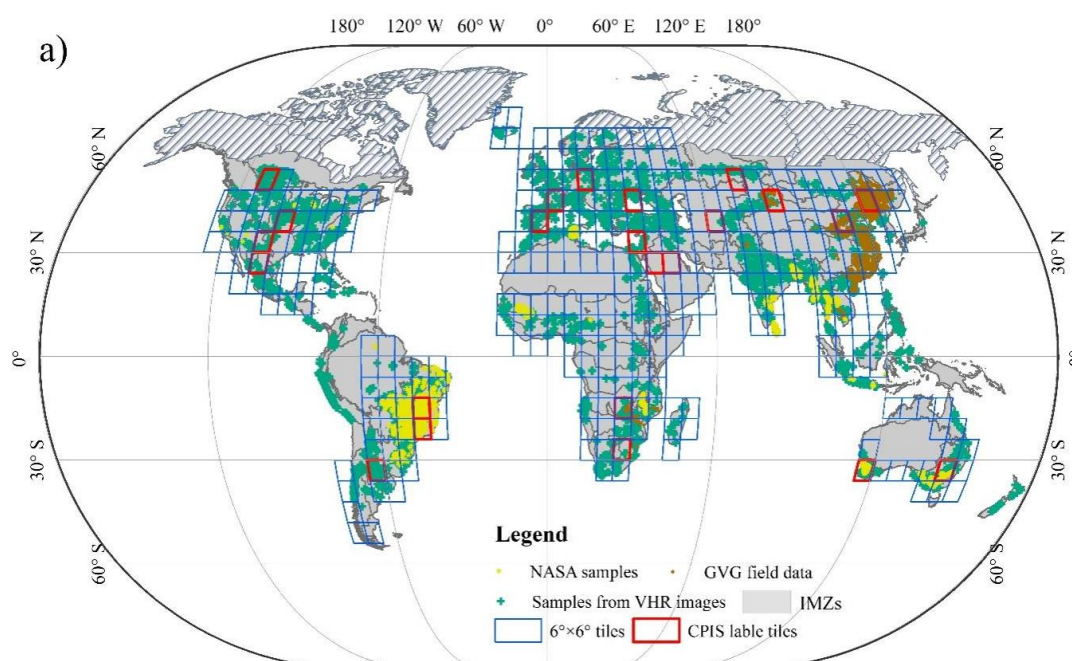 180° 120° W 60° W 0° 60° E 120° E 180°
a)
60° N 60° N
30° N 30° N
0° 0°
30° S 30° S
60° S 60° S
Legend
NASA samples GVG field data
Samples from VHR images IMZs
6°×6° tiles CPIS lable tiles